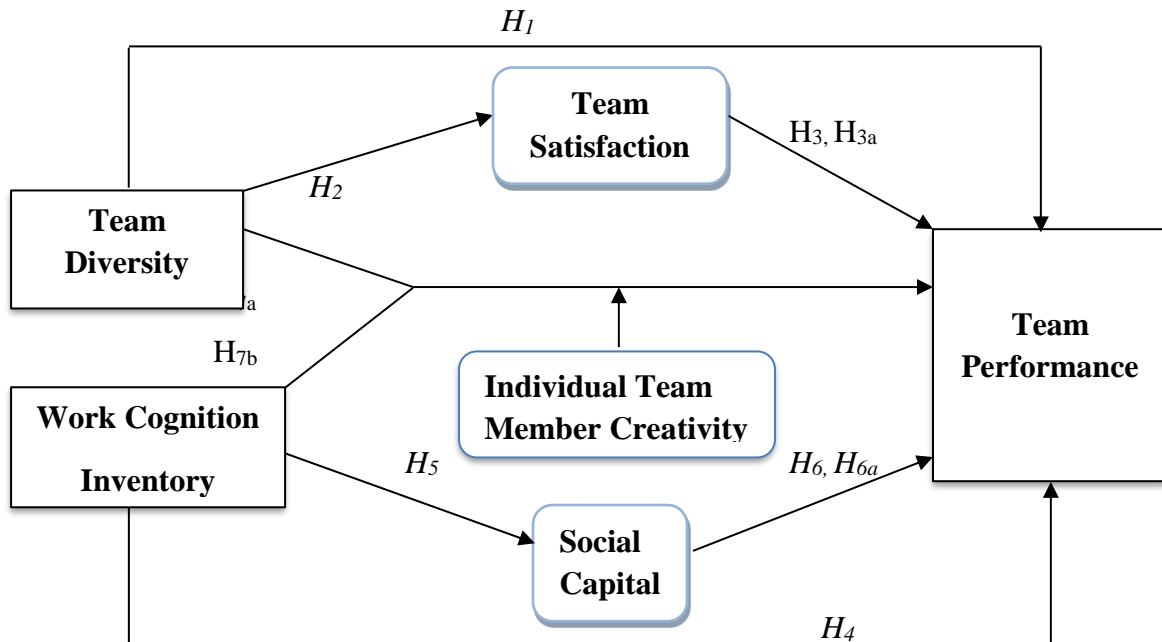 H1
Team
Satisfaction
H3, H3a
H2
Team
Diversity
7a
H7b
Team
Performance
Individual Team
Member Creativity
Work Cognition
Inventory
H5
H6, H6a
Social
Capital
H4